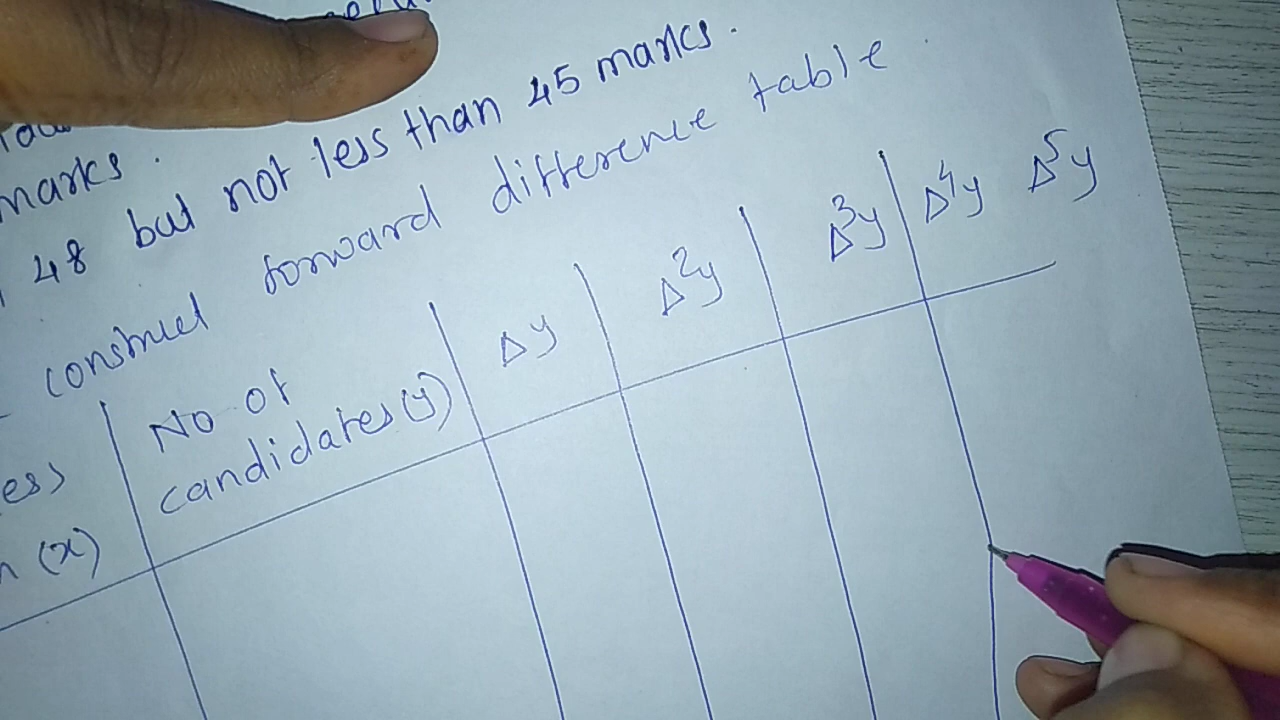 marks.
48 but not less than 45 marks.
construct forward difference table
No of
candidates (y)
(x)
Δy
Δ²y
Δ³y
Δ⁴y
Δ⁵y